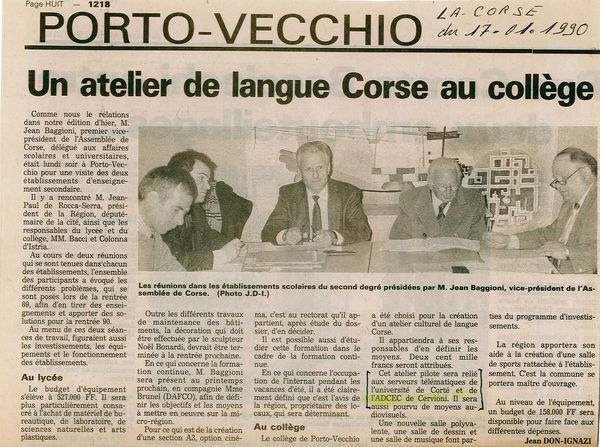 Page HUIT — 1218
PORTO-VECCHIO
LA-CORSE
du 17-01-1990
Un atelier de langue Corse au collège
Comme nous le relations
dans notre édition d'hier, M.
Jean Baggioni, premier vice-
président de l'Assemblée de
Corse, délégué aux affaires
scolaires et universitaires,
était lundi soir à Porto-Vec-
chio pour une visite des deux
établissements d'enseigne-
ment secondaire.
Il y a rencontré M. Jean-
Paul de Rocca-Serra, prési-
dent de la Région, député-
maire de la cité, ainsi que les
responsables du lycée et du
collège, MM. Bacci et Colonna
d'Istria.
Au cours de deux réunions
qui se sont tenues dans chacun
des établissements, l'ensemble
des participants a évoqué les
différents problèmes, qui se
sont posés lors de la rentrée
89, afin d'en tirer des ensei-
gnements et apporter des so-
lutions pour la rentrée 90.
Au menu de ces deux séan-
ces de travail, figuraient aussi
les investissements, les équi-
pements et le fonctionnement
des établissements.
Au lycée
Le budget d'équipement
s'élève à 327.000 FF. Il sera
pour sa majeure partie consacré
à l'achat de matériel de bureau-
tique, de laboratoire, de scien-
ces naturelles et physiques.
Les réunions dans les établissements scolaires du second degré présidées par M. Jean Baggioni, vice-président de l'As-
semblée de Corse. (Photo J.D-I.)
Outre les différents travaux
de maintenance des bâti-
ments, la décoration qui doit
être effectuée par le sculpteur
Noël Bonardi, devrait être ter-
minée à la rentrée prochaine.
En ce qui concerne la forma-
tion continue, M. Baggioni
sera présent au printemps
prochain, en compagnie Mme
Brunel (DAFCO), afin de défi-
nir les objectifs et les moyens
à mettre en œuvre sur la mi-
cro-région.
Pour ce qui est de la création
d'une section A3, option ciné-
ma, c'est au rectorat qu'il ap-
partient, après étude du dos-
sier, d'en décider.
Il est possible aussi d'étu-
dier cette formation dans le
cadre de la formation conti-
nue.
En ce qui concerne l'occupa-
tion de l'internat pendant les
vacances d'été, il a été claire-
ment défini que c'est l'avis de
la région, propriétaire des lo-
caux, qui sera déterminant.
Au collège
Le collège de Porto-Vecchio
a été choisi pour la création
d'un atelier culturel de langue
Corse.
Il appartiendra à ses res-
ponsables d'en définir les
moyens. Deux cent mille
francs seront attribués.
Cet atelier pilote sera relié
aux serveurs télématiques de
l'université de Corté et de
l'ADCEC de Cervioni. Il sera
aussi pourvu de moyens au-
diovisuels.
Une nouvelle salle polyva-
lente, une salle de dessin et
une salle de musique font par-
ties du programme d'investis-
sements.
La région apportera son
aide à la création d'une salle
de sports rattachée à l'établis-
sement. C'est la commune se
portera maître d'ouvrage.
Au niveau de l'équipement,
un budget de 158.000 FF sera
disponible pour faire face aux
différentes dépenses.
Jean DON-IGNAZI